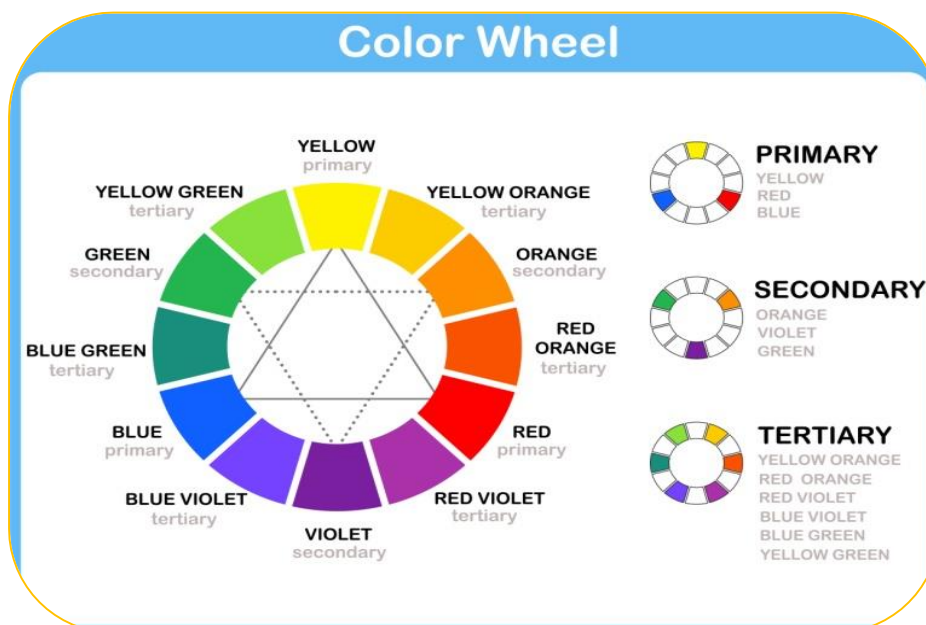 Color Wheel
YELLOW
primary
YELLOW ORANGE
tertiary
ORANGE
secondary
RED
ORANGE
tertiary
RED
primary
RED VIOLET
tertiary
VIOLET
secondary
BLUE VIOLET
tertiary
BLUE
primary
BLUE GREEN
tertiary
GREEN
secondary
YELLOW GREEN
tertiary
PRIMARY
YELLOW
RED
BLUE
SECONDARY
ORANGE
VIOLET
GREEN
TERTIARY
YELLOW ORANGE
RED ORANGE
RED VIOLET
BLUE VIOLET
BLUE GREEN
YELLOW GREEN